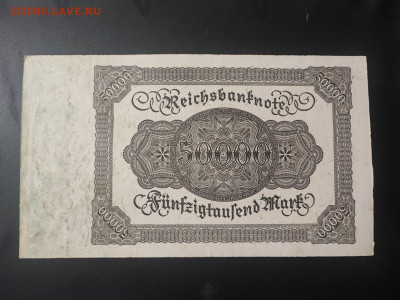 COINS.LAVE.RU
50000 50000
Reichsbanknote
50000
Fünfzigtausend Mark
50000 50000